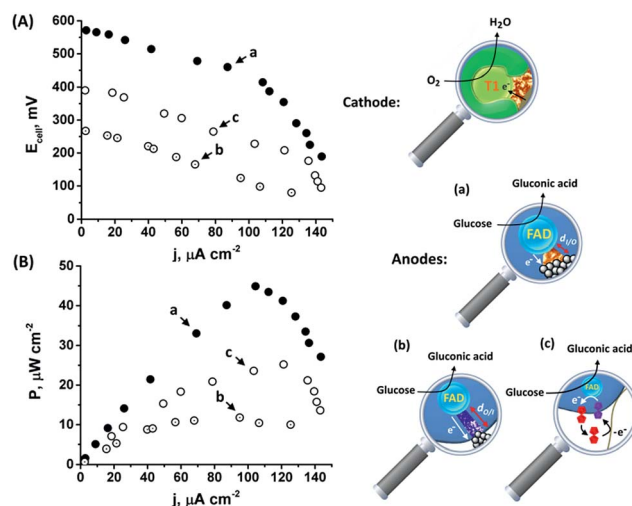 (A)
600
500
400
300
200
100
0
E_cell, mV
a
c
b
0 20 40 60 80 100 120 140
j, µA cm⁻²
(B)
50
40
30
20
10
0
P, µW cm⁻²
a
c
b
0 20 40 60 80 100 120 140
j, µA cm⁻²
H₂O
O₂
T1
e⁻
Cathode:
(a)
Gluconic acid
Glucose
FAD
d_I/O
e⁻
Anodes:
(b)
Gluconic acid
Glucose
FAD
d_O/I
e⁻
(c)
Gluconic acid
FAD
e⁻
-e⁻